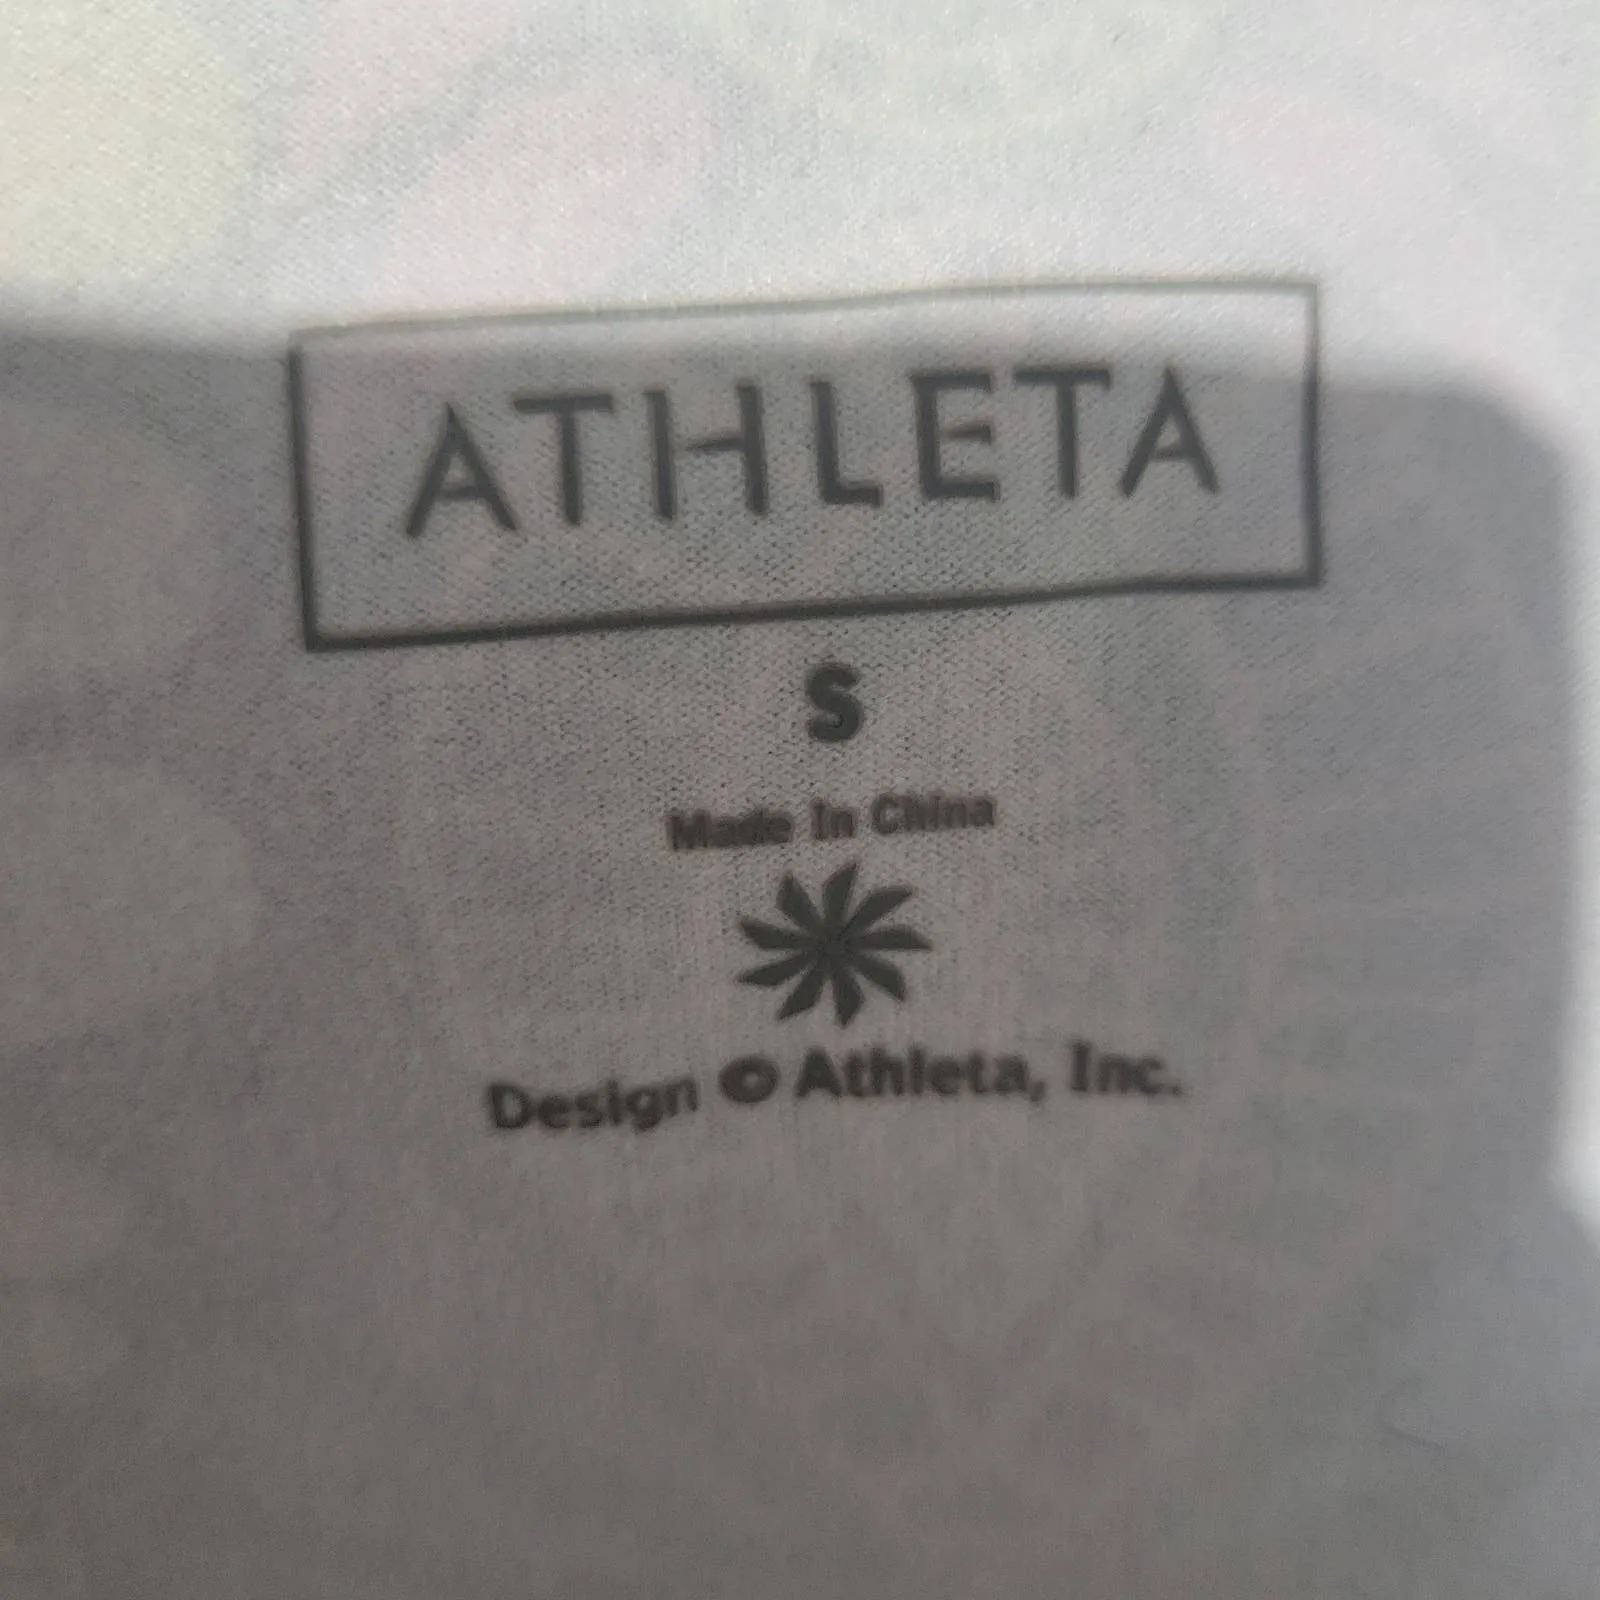 ATHLETA
S
Made In China
Design © Athleta, Inc.